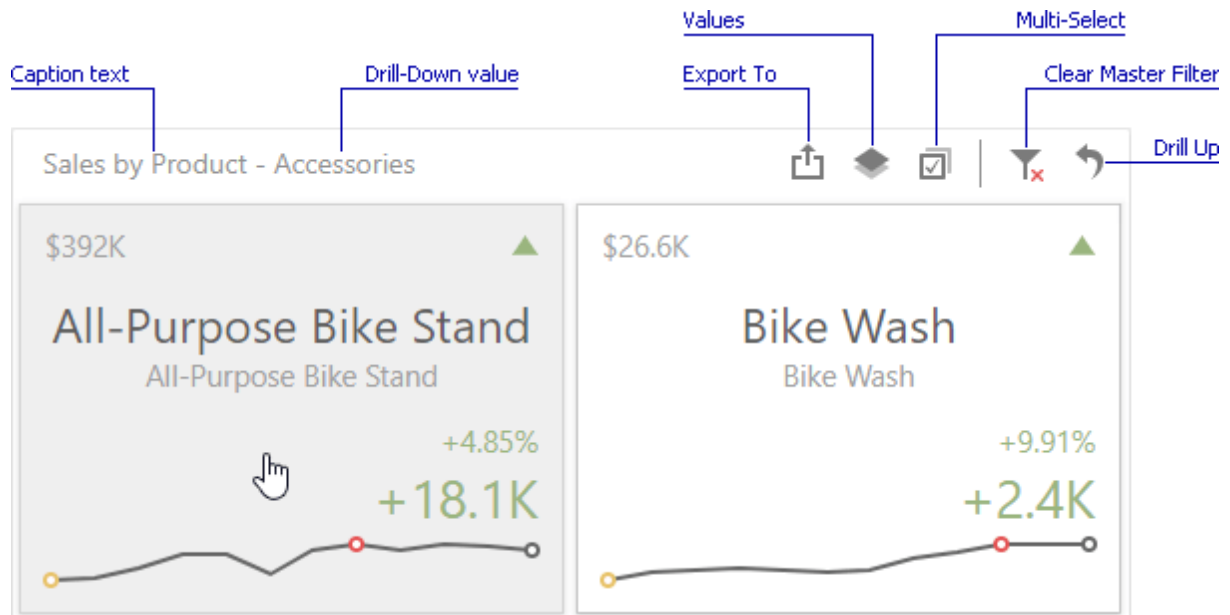 Values
Multi-Select
Caption text
Drill-Down value
Export To
Clear Master Filter
Drill Up
Sales by Product - Accessories
$392K
All-Purpose Bike Stand
All-Purpose Bike Stand
+4.85%
+18.1K
$26.6K
Bike Wash
Bike Wash
+9.91%
+2.4K